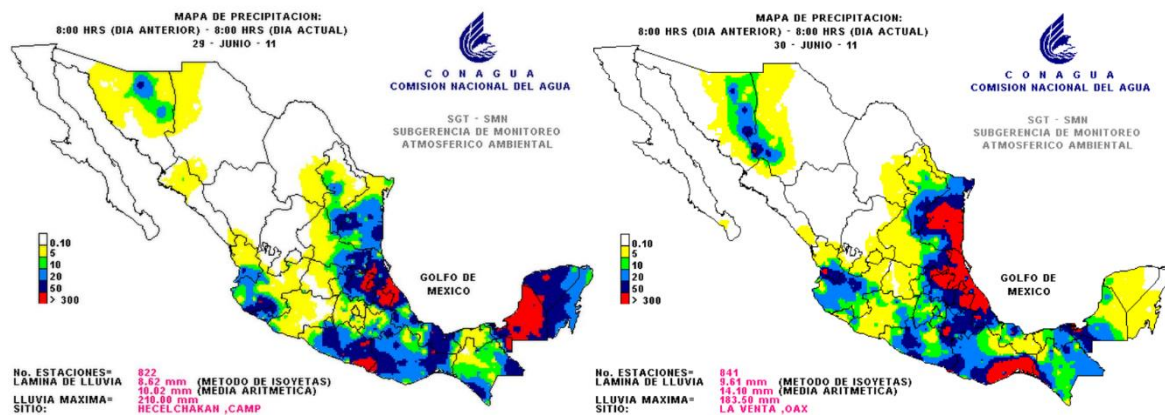 MAPA DE PRECIPITACION:
8:00 HRS (DIA ANTERIOR) - 8:00 HRS (DIA ACTUAL)
29 - JUNIO - 11
CONAGUA
COMISION NACIONAL DEL AGUA
SGT - SMN
SUBGERENCIA DE MONITOREO
ATMOSFERICO AMBIENTAL
0.10
5
10
20
50
> 300
GOLFO DE
MEXICO
No. ESTACIONES= 822
LAMINA DE LLUVIA 8.62 mm (METODO DE ISOYETAS)
10.02 mm (MEDIA ARITMETICA)
LLUVIA MAXIMA= 210.00 mm
SITIO: HECELCHAKAN ,CAMP
MAPA DE PRECIPITACION:
8:00 HRS (DIA ANTERIOR) - 8:00 HRS (DIA ACTUAL)
30 - JUNIO - 11
CONAGUA
COMISION NACIONAL DEL AGUA
SGT - SMN
SUBGERENCIA DE MONITOREO
ATMOSFERICO AMBIENTAL
0.10
5
10
20
50
> 300
GOLFO DE
MEXICO
No. ESTACIONES= 841
LAMINA DE LLUVIA 9.61 mm (METODO DE ISOYETAS)
14.10 mm (MEDIA ARITMETICA)
LLUVIA MAXIMA= 183.50 mm
SITIO: LA VENTA ,OAX